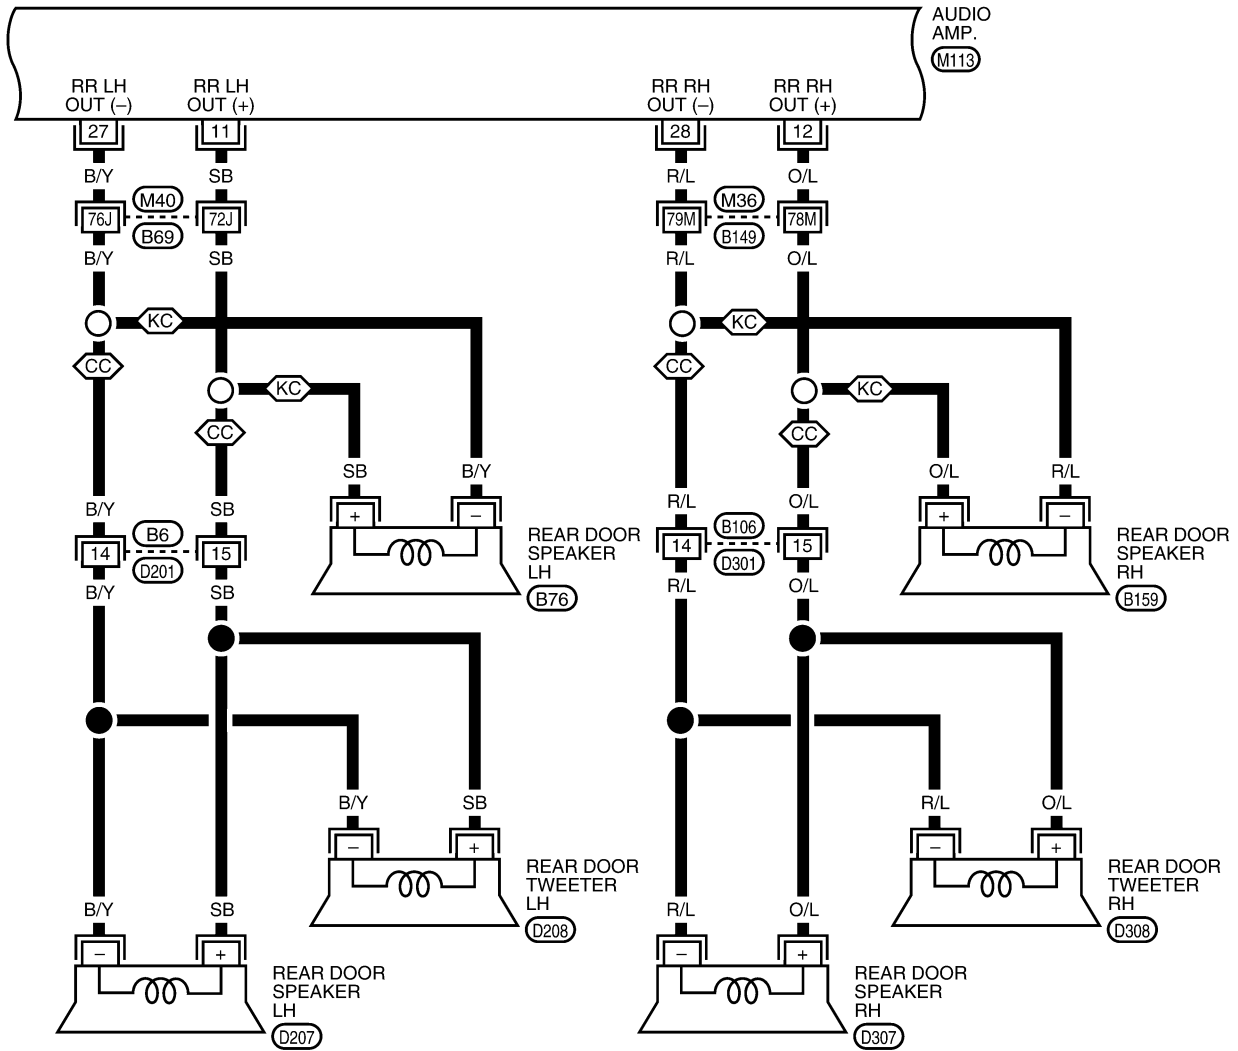 AUDIO
AMP.
M113
RR LH
OUT (–)
RR LH
OUT (+)
RR RH
OUT (–)
RR RH
OUT (+)
27
11
28
12
B/Y
SB
R/L
O/L
M40
M36
76J
72J
79M
78M
B69
B149
B/Y
SB
R/L
O/L
KC
KC
CC
CC
KC
KC
CC
CC
SB
B/Y
O/L
R/L
B/Y
SB
R/L
O/L
+
–
+
–
B6
B106
14
15
14
15
D201
D301
REAR DOOR
SPEAKER
LH
B76
REAR DOOR
SPEAKER
RH
B159
B/Y
SB
R/L
O/L
B/Y
SB
R/L
O/L
–
+
–
+
REAR DOOR
TWEETER
LH
D208
REAR DOOR
TWEETER
RH
D308
B/Y
SB
R/L
O/L
–
+
–
+
REAR DOOR
SPEAKER
LH
D207
REAR DOOR
SPEAKER
RH
D307